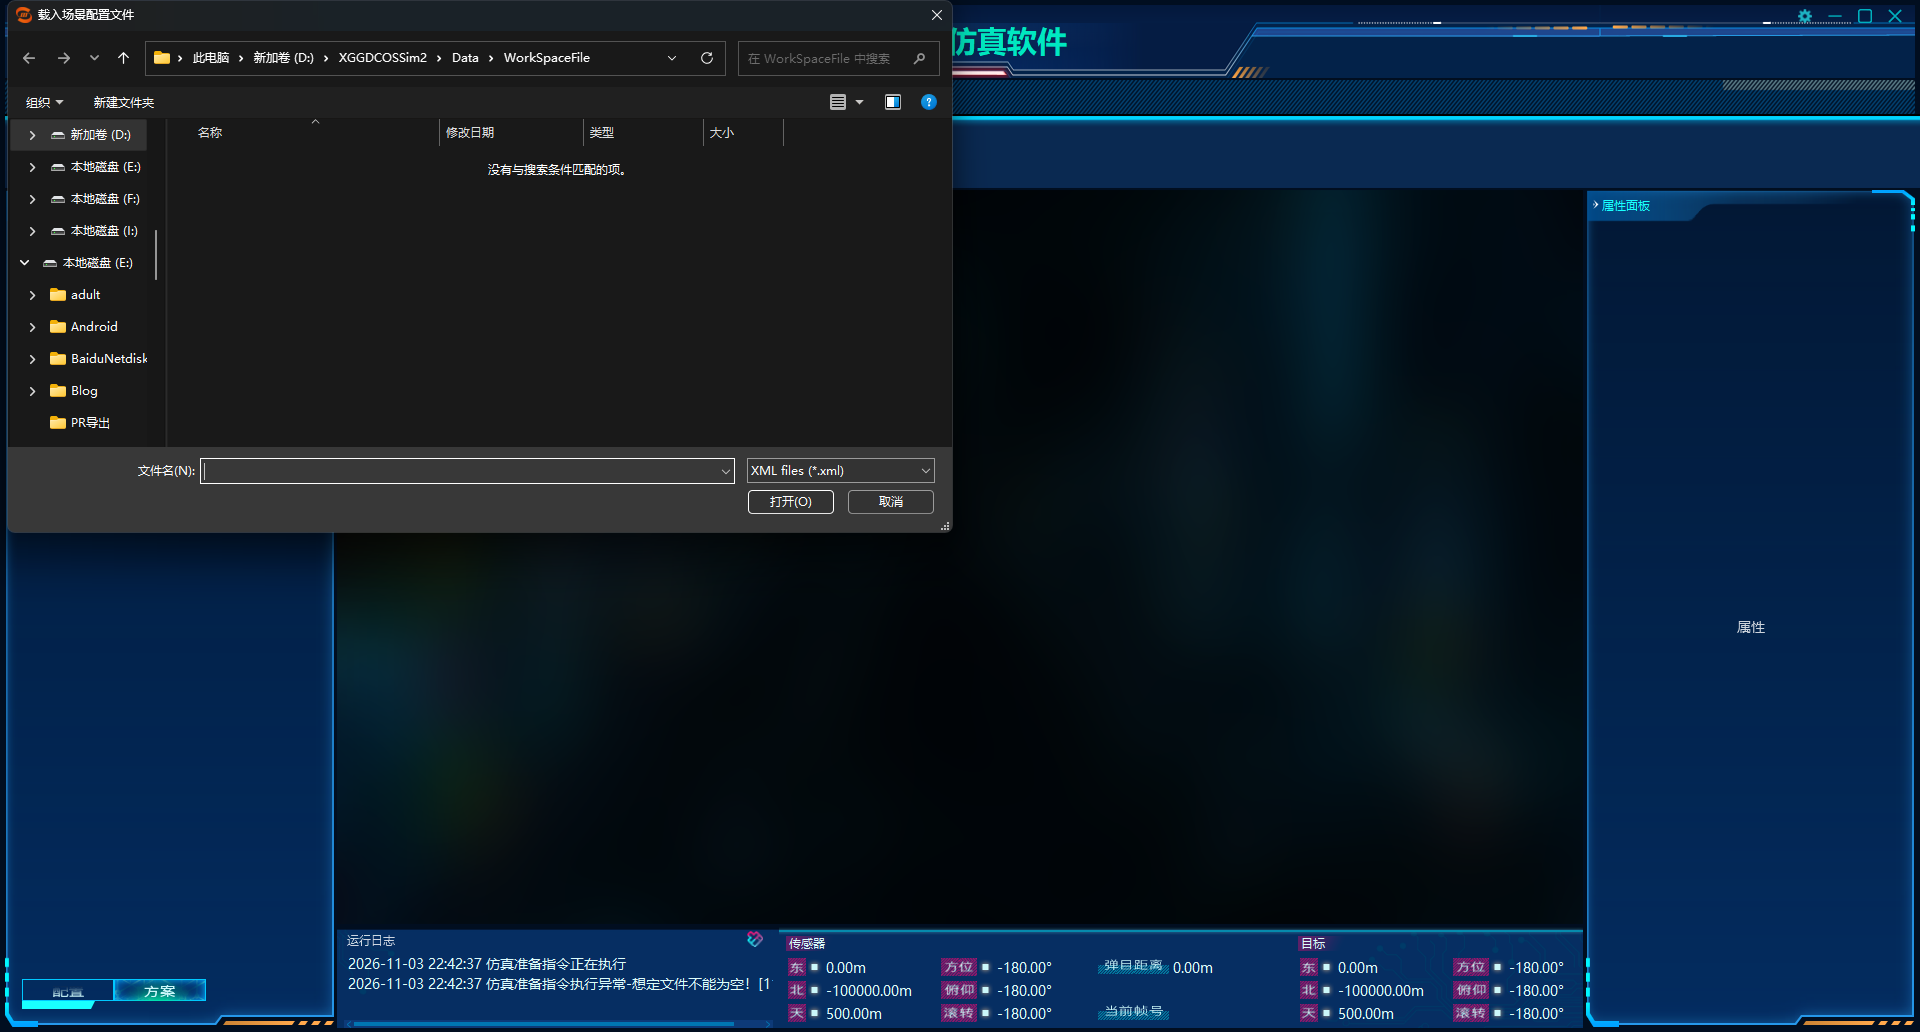 载入场景配置文件
仿真软件
此电脑 新加卷 (D:) XGGDCOSSim2 Data WorkSpaceFile
在 WorkSpaceFile 中搜索
组织 新建文件夹
名称 修改日期 类型 大小
没有与搜索条件匹配的项。
新加卷 (D:)
本地磁盘 (E:)
本地磁盘 (F:)
本地磁盘 (I:)
本地磁盘 (E:)
adult
Android
BaiduNetdisk
Blog
PR导出
文件名(N):
XML files (*.xml)
打开(O) 取消
属性面板
属性
配置 方案
运行日志
2026-11-03 22:42:37 仿真准备指令正在执行
2026-11-03 22:42:37 仿真准备指令执行异常-想定文件不能为空! [1
传感器
东 0.00m 方位 -180.00°
北 -100000.00m 俯仰 -180.00°
天 500.00m 滚转 -180.00°
弹目距离 0.00m
当前帧号
目标
东 0.00m 方位 -180.00°
北 -100000.00m 俯仰 -180.00°
天 500.00m 滚转 -180.00°